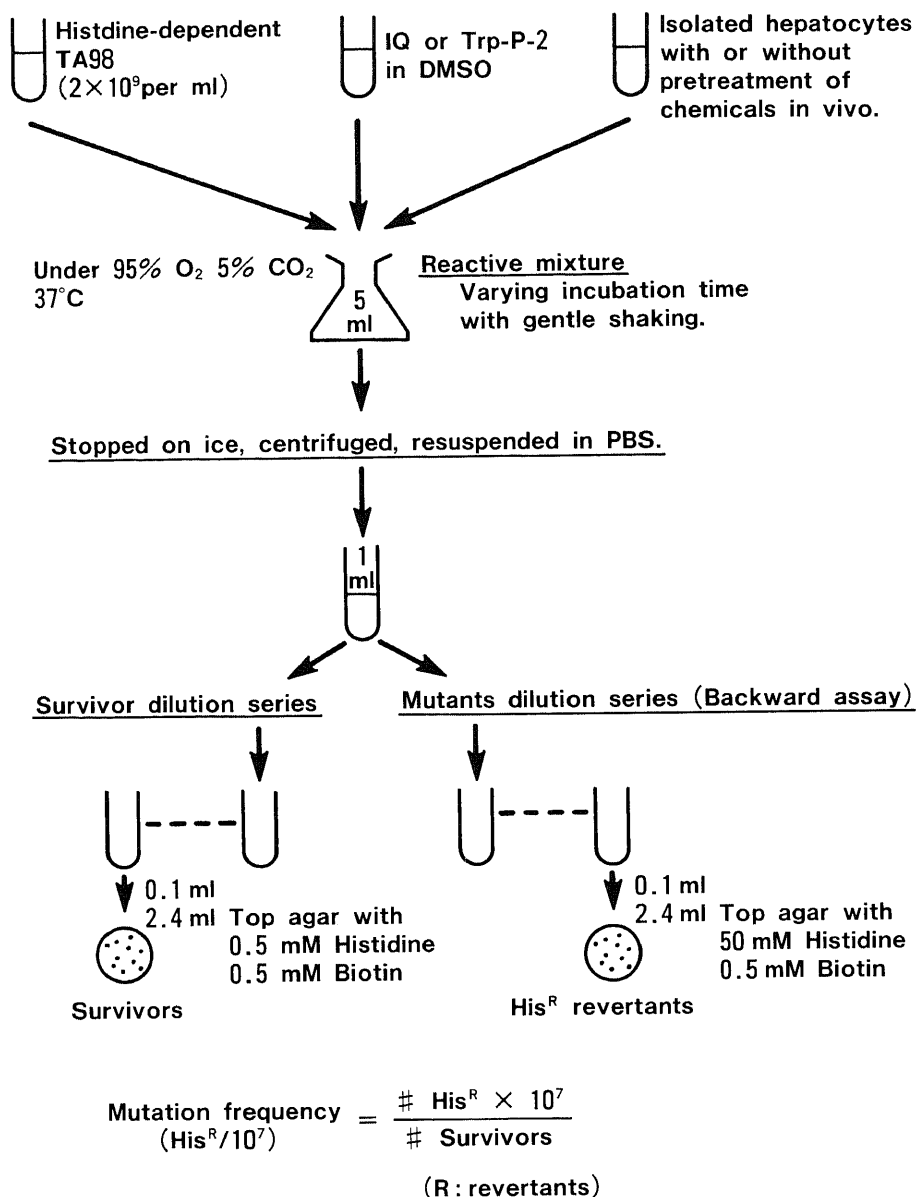 Histdine-dependent
TA98
(2×10⁹per ml)
IQ or Trp-P-2
in DMSO
Isolated hepatocytes
with or without
pretreatment of
chemicals in vivo.
Under 95% O₂ 5% CO₂
37°C
5
ml
Reactive mixture
Varying incubation time
with gentle shaking.
Stopped on ice, centrifuged, resuspended in PBS.
1
ml
Survivor dilution series
Mutants dilution series (Backward assay)
0.1 ml
2.4 ml Top agar with
0.5 mM Histidine
0.5 mM Biotin
Survivors
0.1 ml
2.4 ml Top agar with
50 mM Histidine
0.5 mM Biotin
Hisᴿ revertants
Mutation frequency
(Hisᴿ/10⁷)
=
# Hisᴿ × 10⁷
# Survivors
(R : revertants)